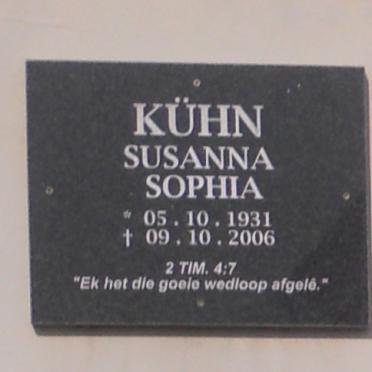 KÜHN
SUSANNA
SOPHIA
* 05 . 10 . 1931
† 09 . 10 . 2006
2 TIM. 4:7
"Ek het die goeie wedloop afgelê."